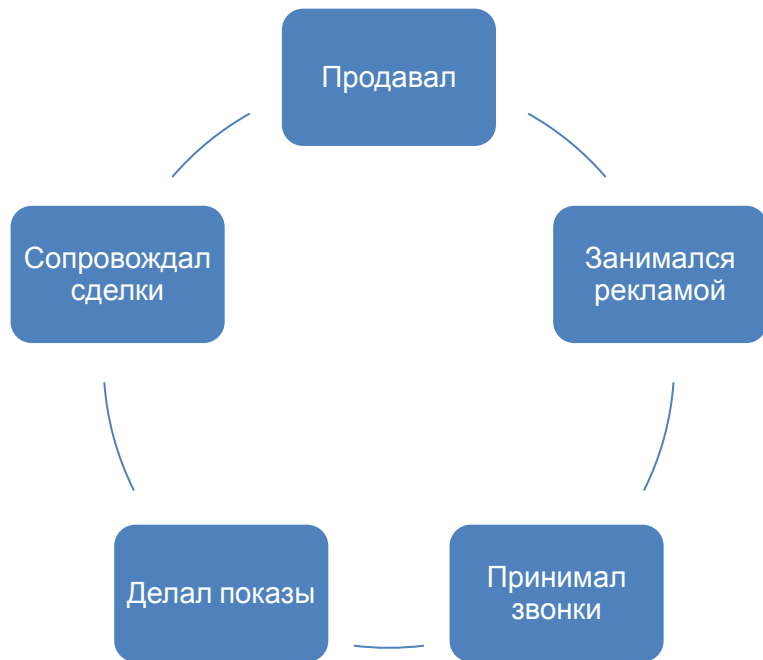 Продавал
Занимался
рекламой
Принимал
звонки
Делал показы
Сопровождал
сделки